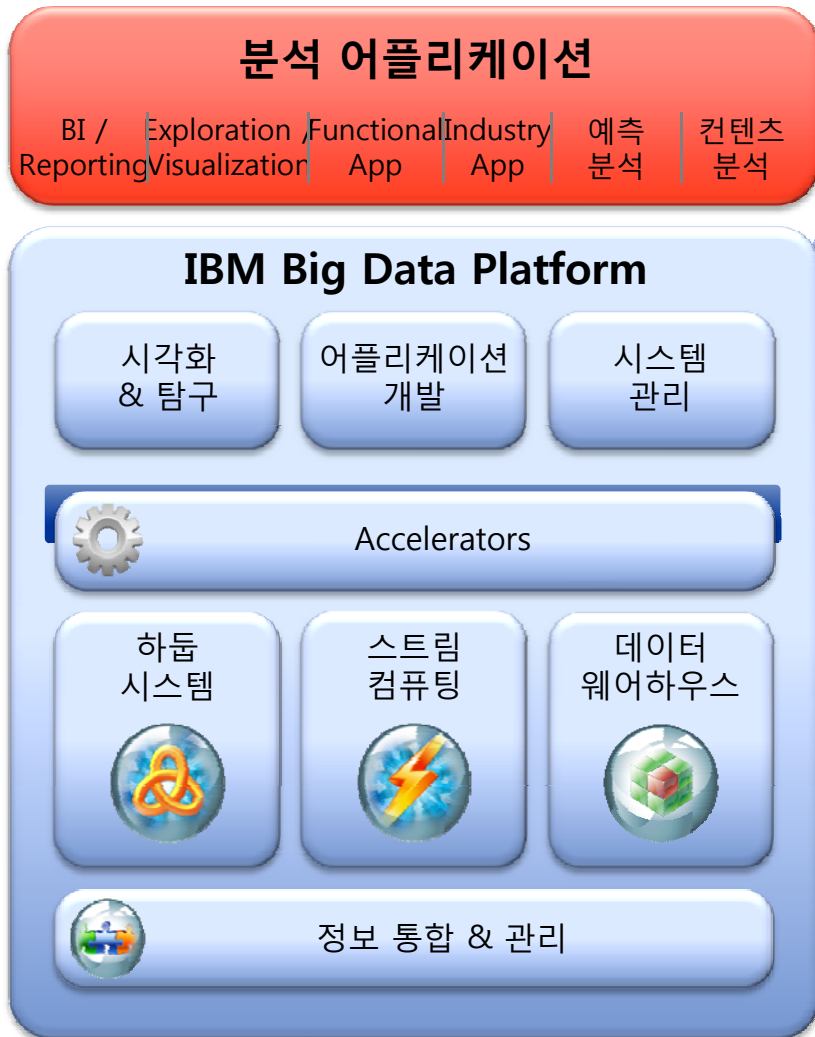 분석 어플리케이션
BI / Exploration / Functional Industry 예측 컨텐츠
Reporting Visualization App App 분석 분석
IBM Big Data Platform
시각화 어플리케이션 시스템
& 탐구 개발 관리
Accelerators
하둡 스트림 데이터
시스템 컴퓨팅 웨어하우스
정보 통합 & 관리